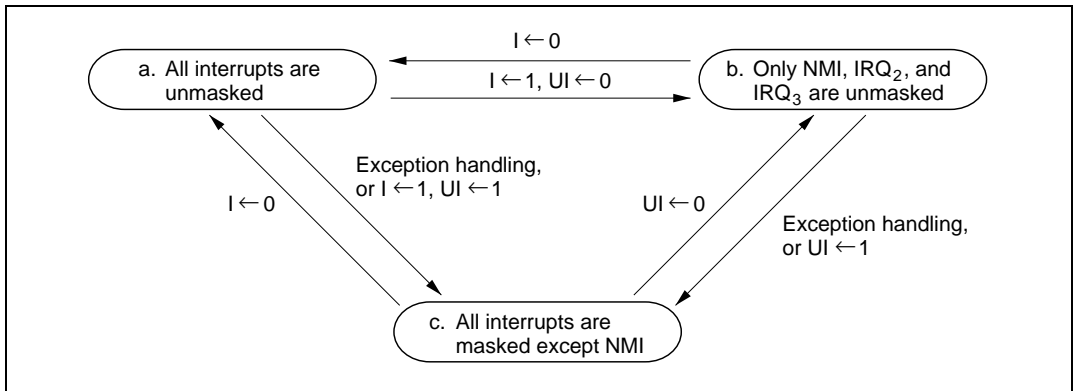 I ← 0
a. All interrupts are
unmasked
I ← 1, UI ← 0
b. Only NMI, IRQ2, and
IRQ3 are unmasked
Exception handling,
or I ← 1, UI ← 1
I ← 0
UI ← 0
Exception handling,
or UI ← 1
c. All interrupts are
masked except NMI